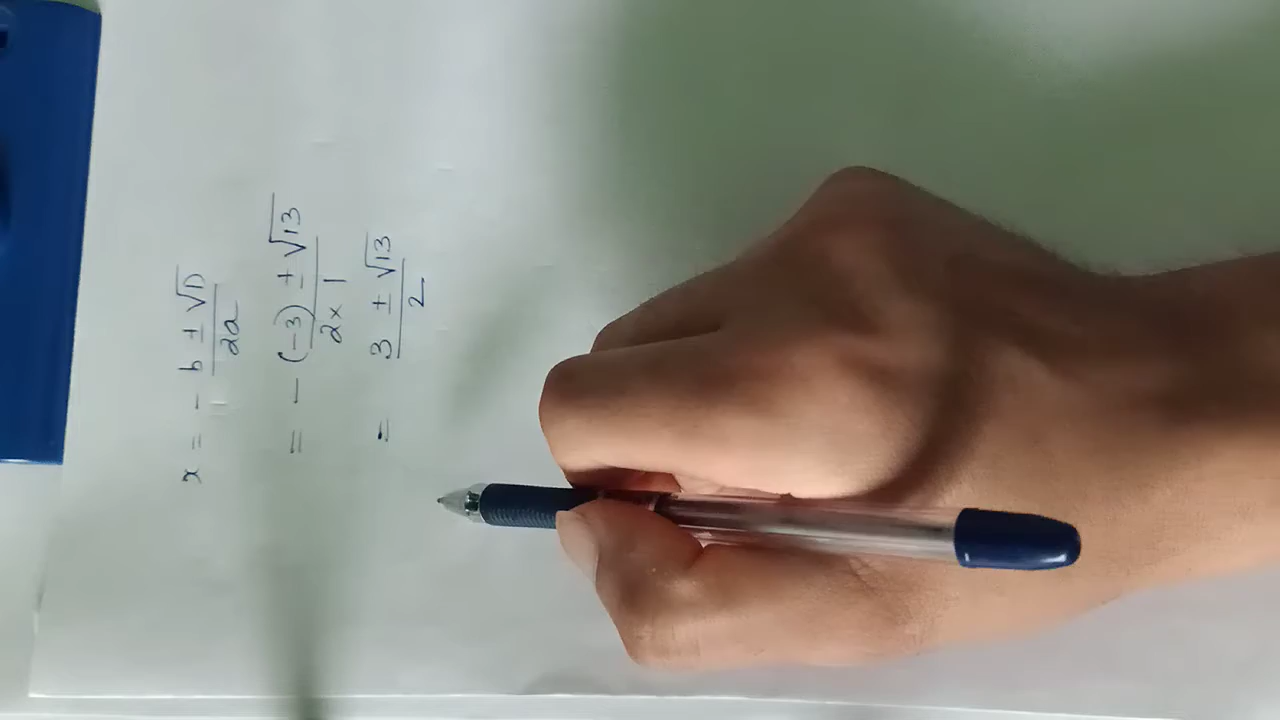 x = -b ± √D / 2a
= -(-3) ± √13 / 2 × 1
= 3 ± √13 / 2